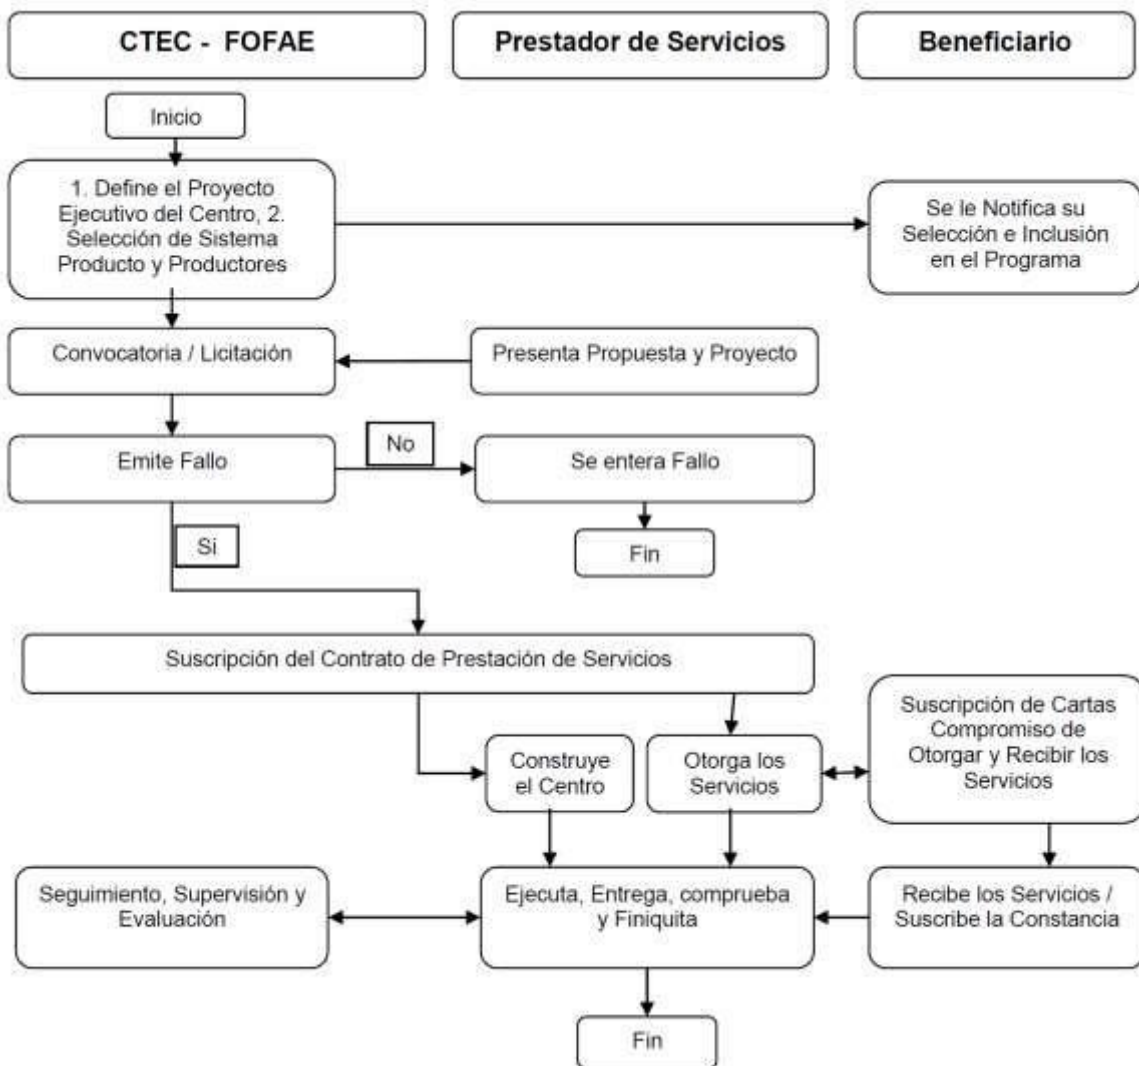 CTEC - FOFAE
Prestador de Servicios
Beneficiario
Inicio
1. Define el Proyecto
Ejecutivo del Centro, 2.
Selección de Sistema
Producto y Productores
Se le Notifica su
Selección e Inclusión
en el Programa
Convocatoria / Licitación
Presenta Propuesta y Proyecto
Emite Fallo
No
Se entera Fallo
Si
Fin
Suscripción del Contrato de Prestación de Servicios
Suscripción de Cartas
Compromiso de
Otorgar y Recibir los
Servicios
Construye
el Centro
Otorga los
Servicios
Seguimiento, Supervisión y
Evaluación
Ejecuta, Entrega, comprueba
y Finiquita
Recibe los Servicios /
Suscribe la Constancia
Fin